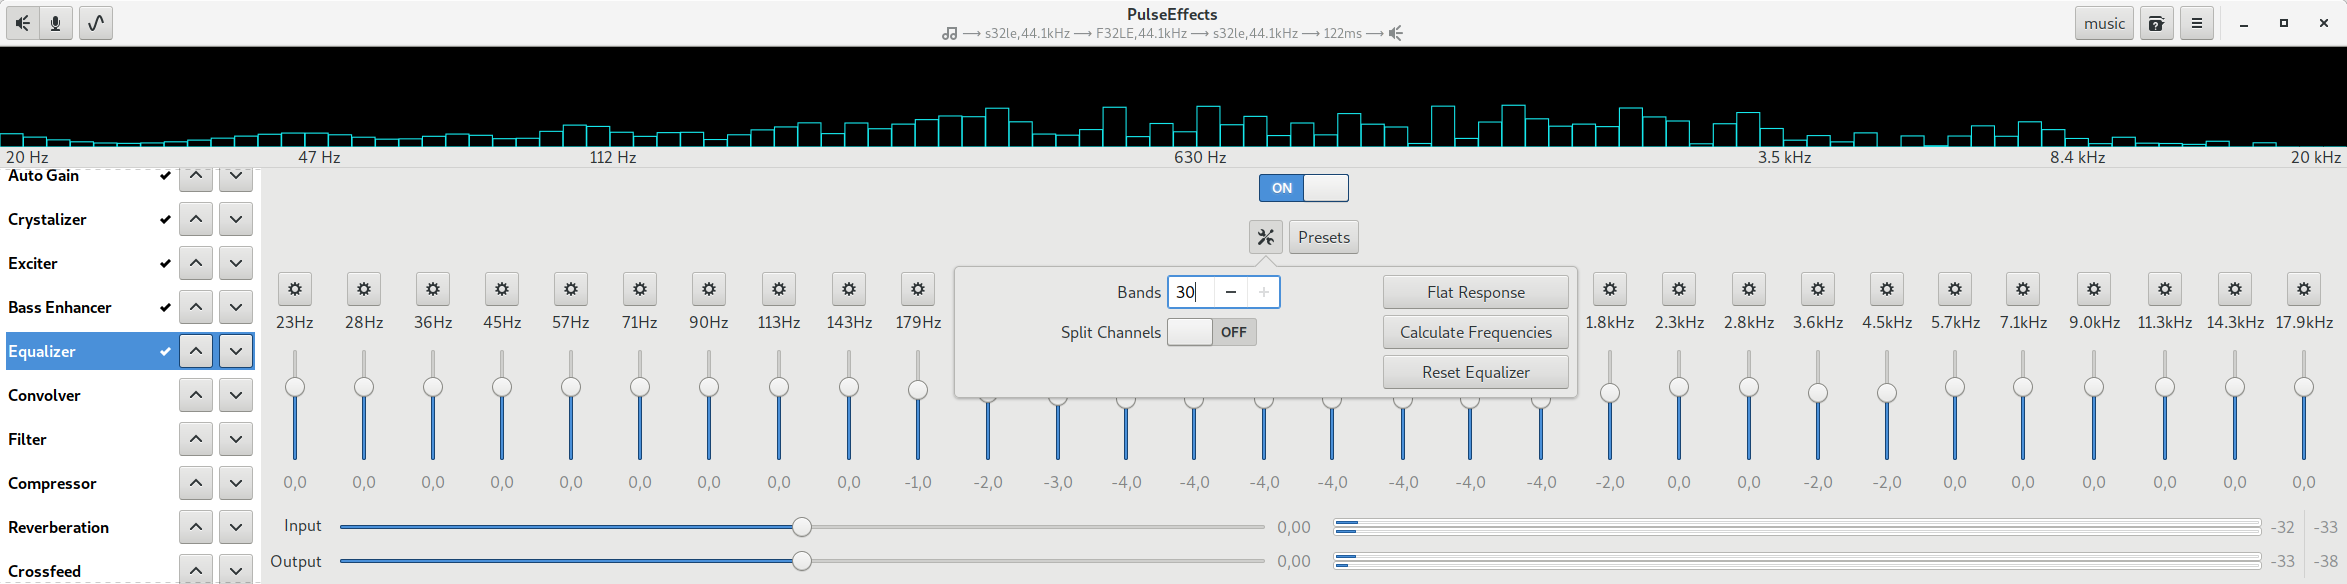 PulseEffects
s32le,44.1kHz F32LE,44.1kHz s32le,44.1kHz 122ms
music
20 Hz 47 Hz 112 Hz 630 Hz 3.5 kHz 8.4 kHz 20 kHz
Auto Gain
ON
Crystalizer
Presets
Exciter
Bands 30 Flat Response
Bass Enhancer
23Hz 28Hz 36Hz 45Hz 57Hz 71Hz 90Hz 113Hz 143Hz 179Hz 1.8kHz 2.3kHz 2.8kHz 3.6kHz 4.5kHz 5.7kHz 7.1kHz 9.0kHz 11.3kHz 14.3kHz 17.9kHz
Split Channels OFF Calculate Frequencies
Equalizer
Reset Equalizer
Convolver
Filter
Compressor
0,0 0,0 0,0 0,0 0,0 0,0 0,0 0,0 0,0 -1,0 -2,0 -3,0 -4,0 -4,0 -4,0 -4,0 -4,0 -4,0 -4,0 -2,0 0,0 0,0 -2,0 -2,0 0,0 0,0 0,0 0,0 0,0 0,0
Reverberation
Input 0,00 -32 -33
Output 0,00 -33 -38
Crossfeed